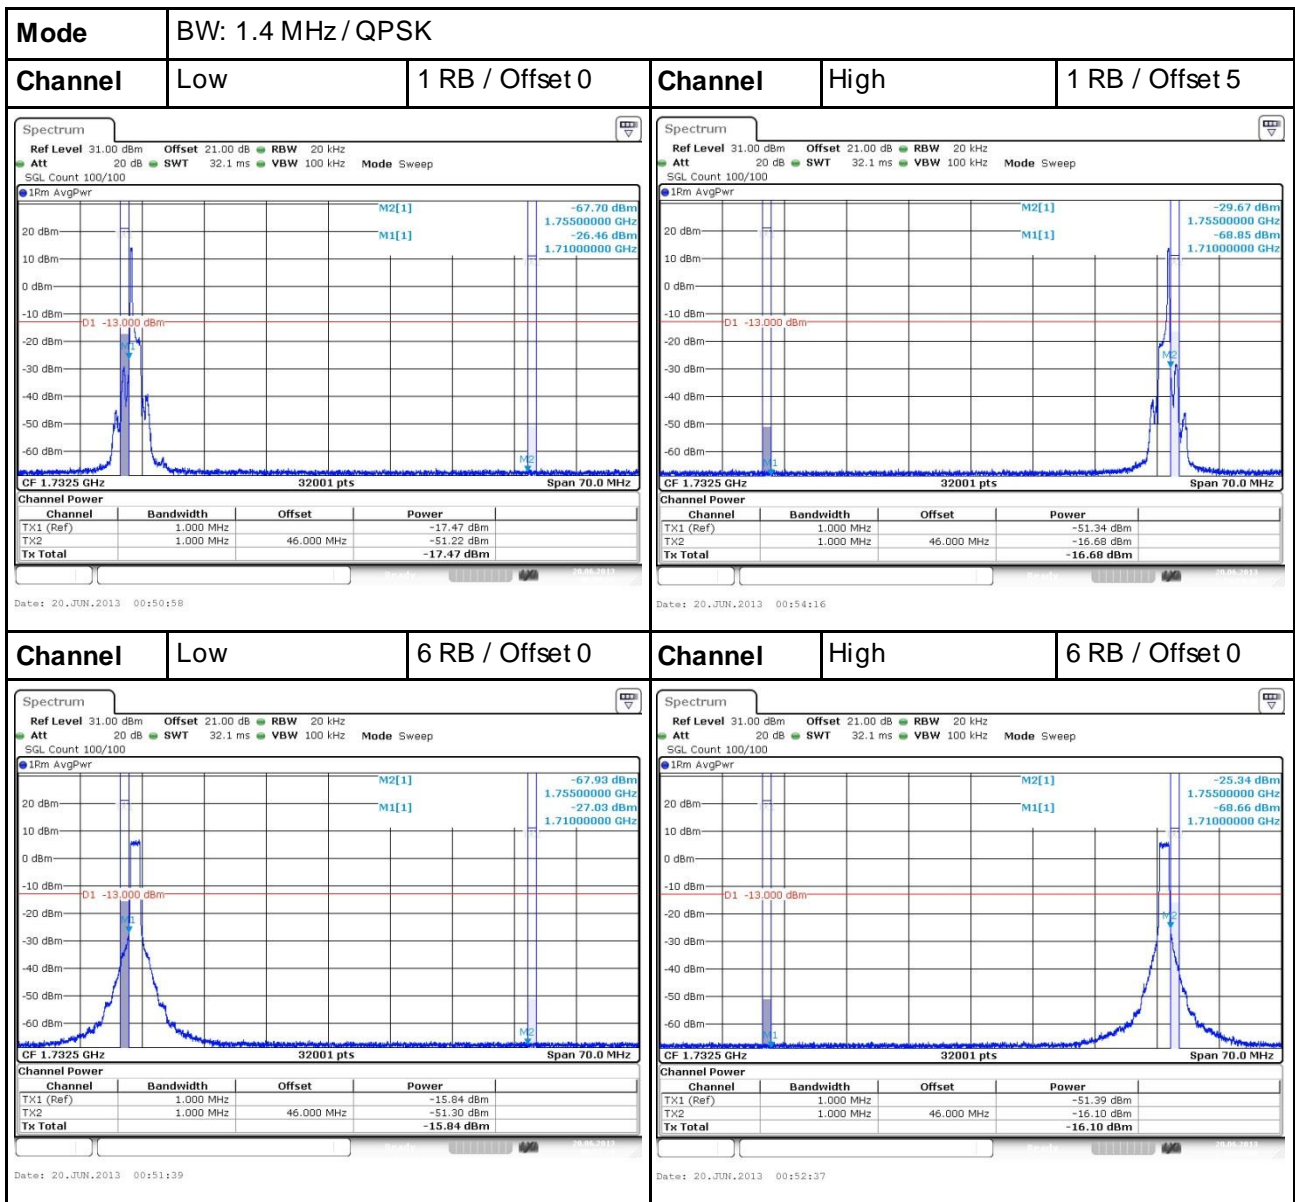 Mode BW: 1.4 MHz / QPSK
Channel Low 1 RB / Offset 0 Channel High 1 RB / Offset 5
Spectrum
Ref Level 31.00 dBm Offset 21.00 dB RBW 20 kHz
Att 20 dB SWT 32.1 ms VBW 100 kHz Mode Sweep
SGL Count 100/100
1Rm AvgPwr
M2[1] -67.70 dBm
1.75500000 GHz
M1[1] -26.46 dBm
1.71000000 GHz
20 dBm
10 dBm
0 dBm
-10 dBm
D1 -13.000 dBm
-20 dBm
M1
-30 dBm
-40 dBm
-50 dBm
-60 dBm
M2
CF 1.7325 GHz 32001 pts Span 70.0 MHz
Channel Power
Channel Bandwidth Offset Power
TX1 (Ref) 1.000 MHz -17.47 dBm
TX2 1.000 MHz 46.000 MHz -51.22 dBm
Tx Total -17.47 dBm
Date: 20.JUN.2013 00:50:58
Spectrum
Ref Level 31.00 dBm Offset 21.00 dB RBW 20 kHz
Att 20 dB SWT 32.1 ms VBW 100 kHz Mode Sweep
SGL Count 100/100
1Rm AvgPwr
M2[1] -29.67 dBm
1.75500000 GHz
M1[1] -68.85 dBm
1.71000000 GHz
20 dBm
10 dBm
0 dBm
-10 dBm
D1 -13.000 dBm
-20 dBm
M2
-30 dBm
-40 dBm
-50 dBm
-60 dBm
M1
CF 1.7325 GHz 32001 pts Span 70.0 MHz
Channel Power
Channel Bandwidth Offset Power
TX1 (Ref) 1.000 MHz -51.34 dBm
TX2 1.000 MHz 46.000 MHz -16.68 dBm
Tx Total -16.68 dBm
Date: 20.JUN.2013 00:54:16
Channel Low 6 RB / Offset 0 Channel High 6 RB / Offset 0
Spectrum
Ref Level 31.00 dBm Offset 21.00 dB RBW 20 kHz
Att 20 dB SWT 32.1 ms VBW 100 kHz Mode Sweep
SGL Count 100/100
1Rm AvgPwr
M2[1] -67.93 dBm
1.75500000 GHz
M1[1] -27.03 dBm
1.71000000 GHz
20 dBm
10 dBm
0 dBm
-10 dBm
D1 -13.000 dBm
-20 dBm
M1
-30 dBm
-40 dBm
-50 dBm
-60 dBm
M2
CF 1.7325 GHz 32001 pts Span 70.0 MHz
Channel Power
Channel Bandwidth Offset Power
TX1 (Ref) 1.000 MHz -15.84 dBm
TX2 1.000 MHz 46.000 MHz -51.30 dBm
Tx Total -15.84 dBm
Date: 20.JUN.2013 00:51:39
Spectrum
Ref Level 31.00 dBm Offset 21.00 dB RBW 20 kHz
Att 20 dB SWT 32.1 ms VBW 100 kHz Mode Sweep
SGL Count 100/100
1Rm AvgPwr
M2[1] -25.34 dBm
1.75500000 GHz
M1[1] -68.66 dBm
1.71000000 GHz
20 dBm
10 dBm
0 dBm
-10 dBm
D1 -13.000 dBm
-20 dBm
M2
-30 dBm
-40 dBm
-50 dBm
-60 dBm
M1
CF 1.7325 GHz 32001 pts Span 70.0 MHz
Channel Power
Channel Bandwidth Offset Power
TX1 (Ref) 1.000 MHz -51.39 dBm
TX2 1.000 MHz 46.000 MHz -16.10 dBm
Tx Total -16.10 dBm
Date: 20.JUN.2013 00:52:37